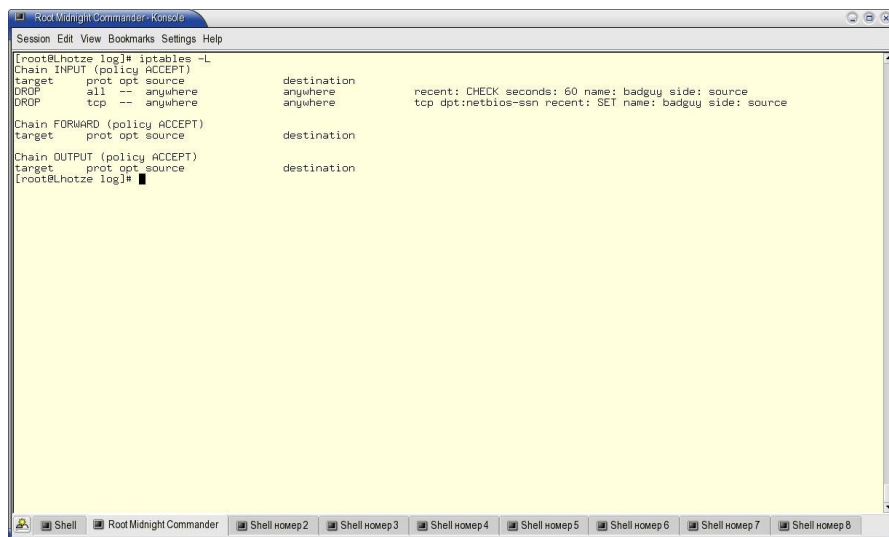 Root Midnight Commander - Konsole
Session Edit View Bookmarks Settings Help
[root@Lhotze log]# iptables -L
Chain INPUT (policy ACCEPT)
target prot opt source destination
DROP all -- anywhere anywhere recent: CHECK seconds: 60 name: badguy side: source
DROP tcp -- anywhere anywhere tcp dpt:netbios-ssn recent: SET name: badguy side: source
Chain FORWARD (policy ACCEPT)
target prot opt source destination
Chain OUTPUT (policy ACCEPT)
target prot opt source destination
[root@Lhotze log]#
Shell Root Midnight Commander Shell номер 2 Shell номер 3 Shell номер 4 Shell номер 5 Shell номер 6 Shell номер 7 Shell номер 8